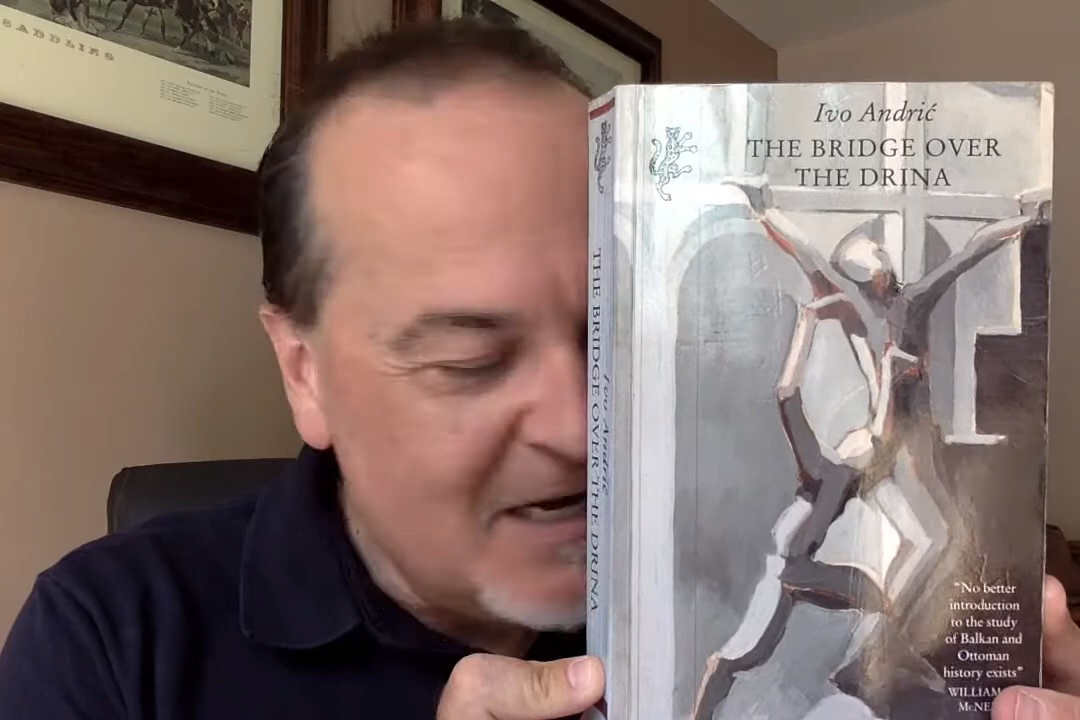 SADDLING
Ivo Andrić
THE BRIDGE OVER
THE DRINA
THE BRIDGE OVER THE DRINA
Ivo Andrić
"No better
introduction
to the study
of Balkan and
Ottoman
history exists"
WILLIAM